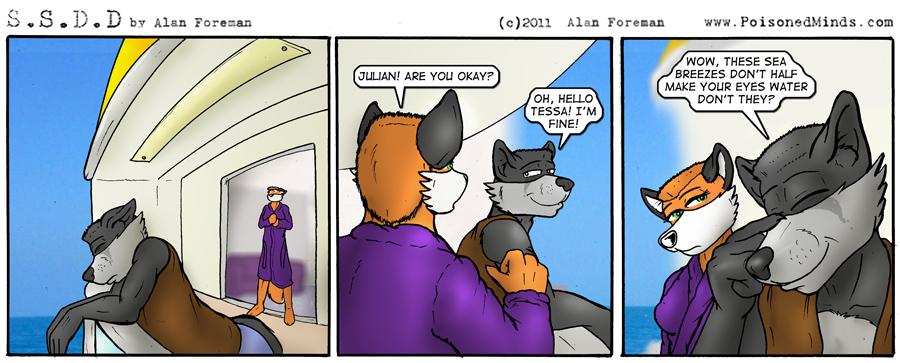 S.S.D.D by Alan Foreman (c)2011 Alan Foreman www.PoisonedMinds.com
JULIAN! ARE YOU OKAY?
OH, HELLO
TESSA! I'M
FINE!
WOW, THESE SEA
BREEZES DON'T HALF
MAKE YOUR EYES WATER
DON'T THEY?